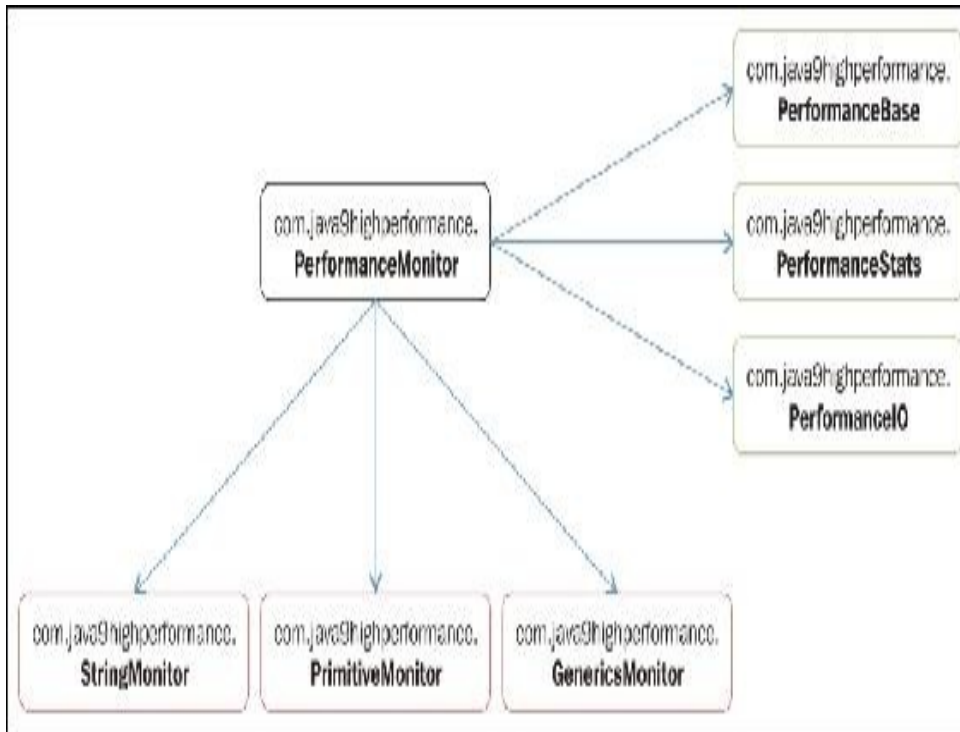 com.java9highperformance.
PerformanceBase
com.java9highperformance.
PerformanceMonitor
com.java9highperformance.
PerformanceStats
com.java9highperformance.
PerformanceIO
com.java9highperformance.
StringMonitor
com.java9highperformance.
PrimitiveMonitor
com.java9highperformance.
GenericsMonitor